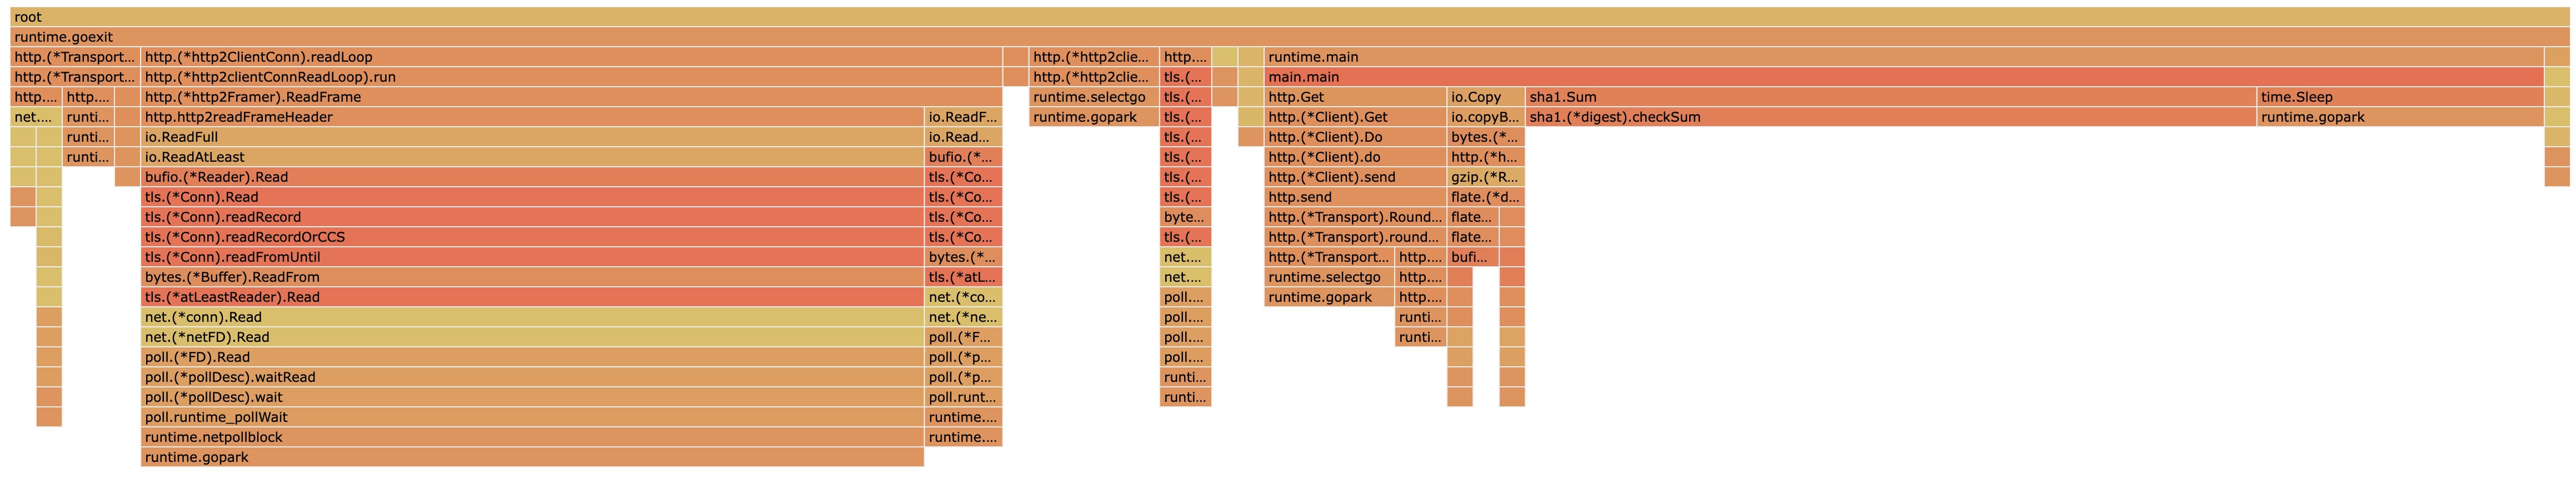 root
runtime.goexit
http.(*Transport... http.(*http2ClientConn).readLoop http.(*http2clie... http.... runtime.main
http.(*Transport... http.(*http2clientConnReadLoop).run http.(*http2clie... tls.(... main.main
http.... http.... http.(*http2Framer).ReadFrame runtime.selectgo tls.(... http.Get io.Copy sha1.Sum time.Sleep
net.... runti... http.http2readFrameHeader io.ReadF... runtime.gopark tls.(... http.(*Client).Get io.copyB... sha1.(*digest).checkSum runtime.gopark
runti... io.ReadFull io.Read... tls.(... http.(*Client).Do bytes.(*...
runti... io.ReadAtLeast bufio.(*... tls.(... http.(*Client).do http.(*h...
bufio.(*Reader).Read tls.(*Co... tls.(... http.(*Client).send gzip.(*R...
tls.(*Conn).Read tls.(*Co... tls.(... http.send flate.(*d...
tls.(*Conn).readRecord tls.(*Co... byte... http.(*Transport).Round... flate...
tls.(*Conn).readRecordOrCCS tls.(*Co... tls.(... http.(*Transport).round... flate...
tls.(*Conn).readFromUntil bytes.(*... net.... http.(*Transport... http.... bufi...
bytes.(*Buffer).ReadFrom tls.(*atL... net.... runtime.selectgo http....
tls.(*atLeastReader).Read net.(*co... poll.... runtime.gopark http....
net.(*conn).Read net.(*ne... poll.... runti...
net.(*netFD).Read poll.(*F... poll.... runti...
poll.(*FD).Read poll.(*p... poll....
poll.(*pollDesc).waitRead poll.(*p... runti...
poll.(*pollDesc).wait poll.runt... runti...
poll.runtime_pollWait runtime....
runtime.netpollblock runtime....
runtime.gopark